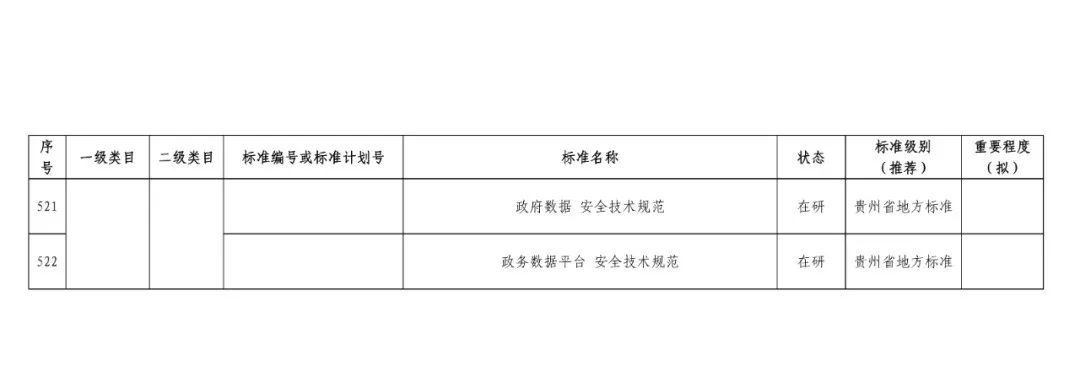 序号 一级类目 二级类目 标准编号或标准计划号 标准名称 状态 标准级别（推荐） 重要程度（拟）
521 政府数据 安全技术规范 在研 贵州省地方标准
522 政务数据平台 安全技术规范 在研 贵州省地方标准